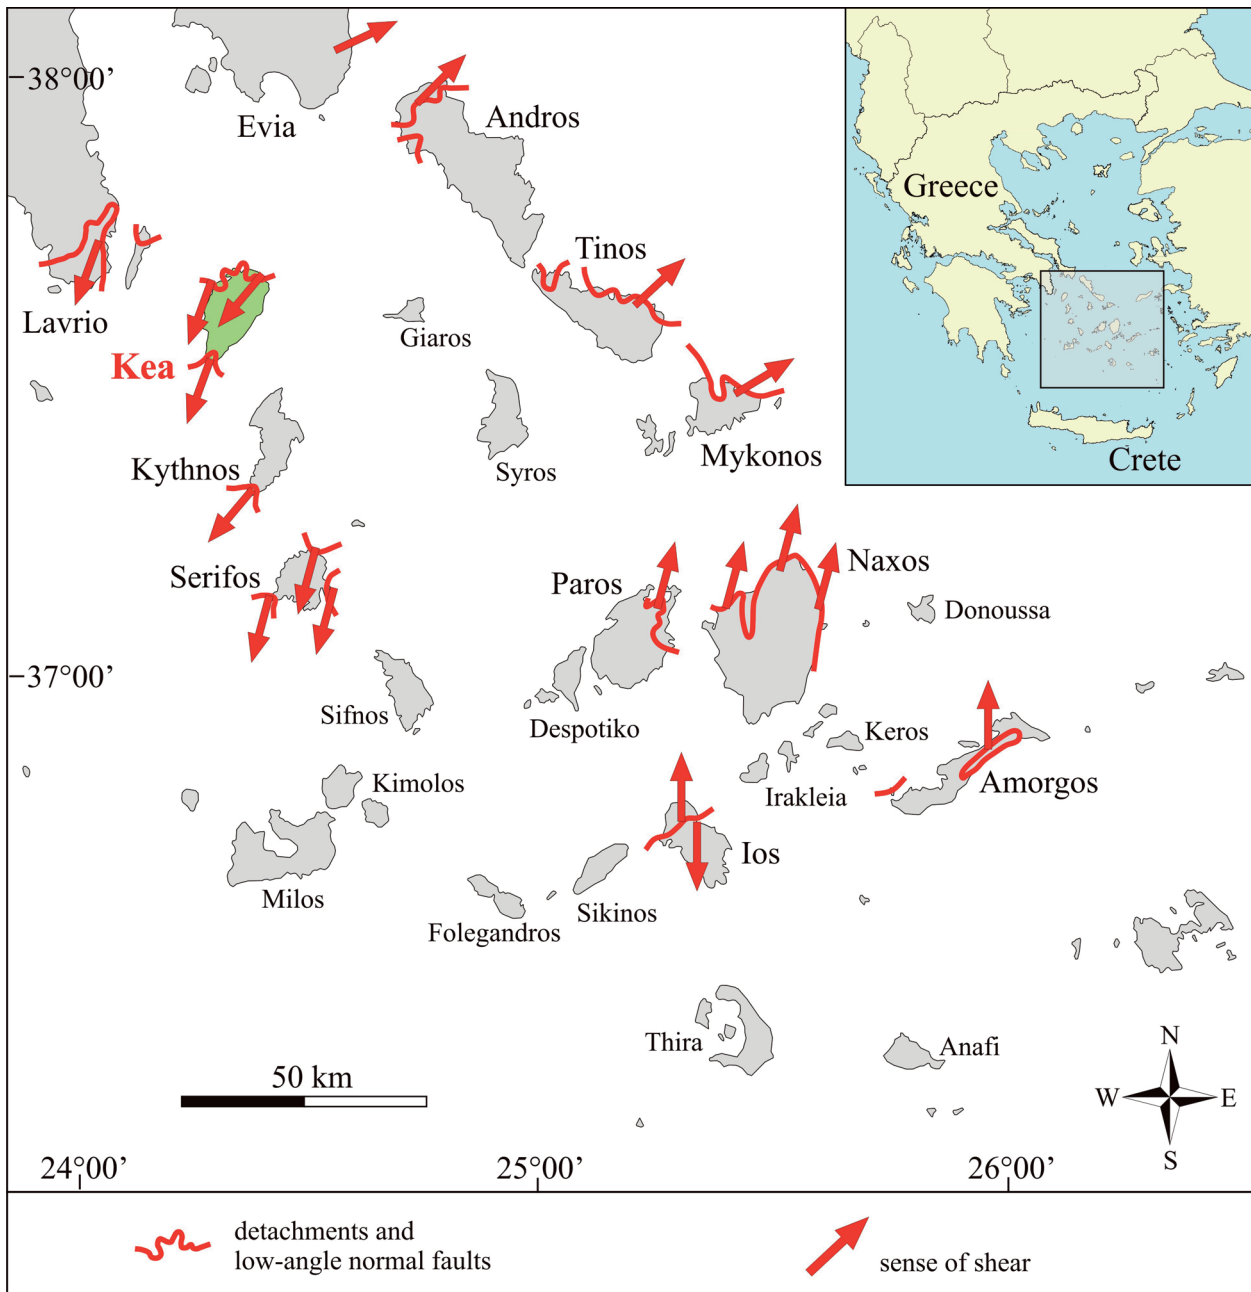 38°00’
Evia
Andros
Greece
Tinos
Lavrio
Giaros
Kea
Crete
Kythnos
Syros
Mykonos
Serifos
Paros
Naxos
Donoussa
37°00’
Sifnos
Despotiko
Keros
Kimolos
Irakleia
Amorgos
Ios
Milos
Sikinos
Folegandros
Thira
Anafi
N
W
E
S
50 km
24°00’
25°00’
26°00’
detachments and
low-angle normal faults
sense of shear